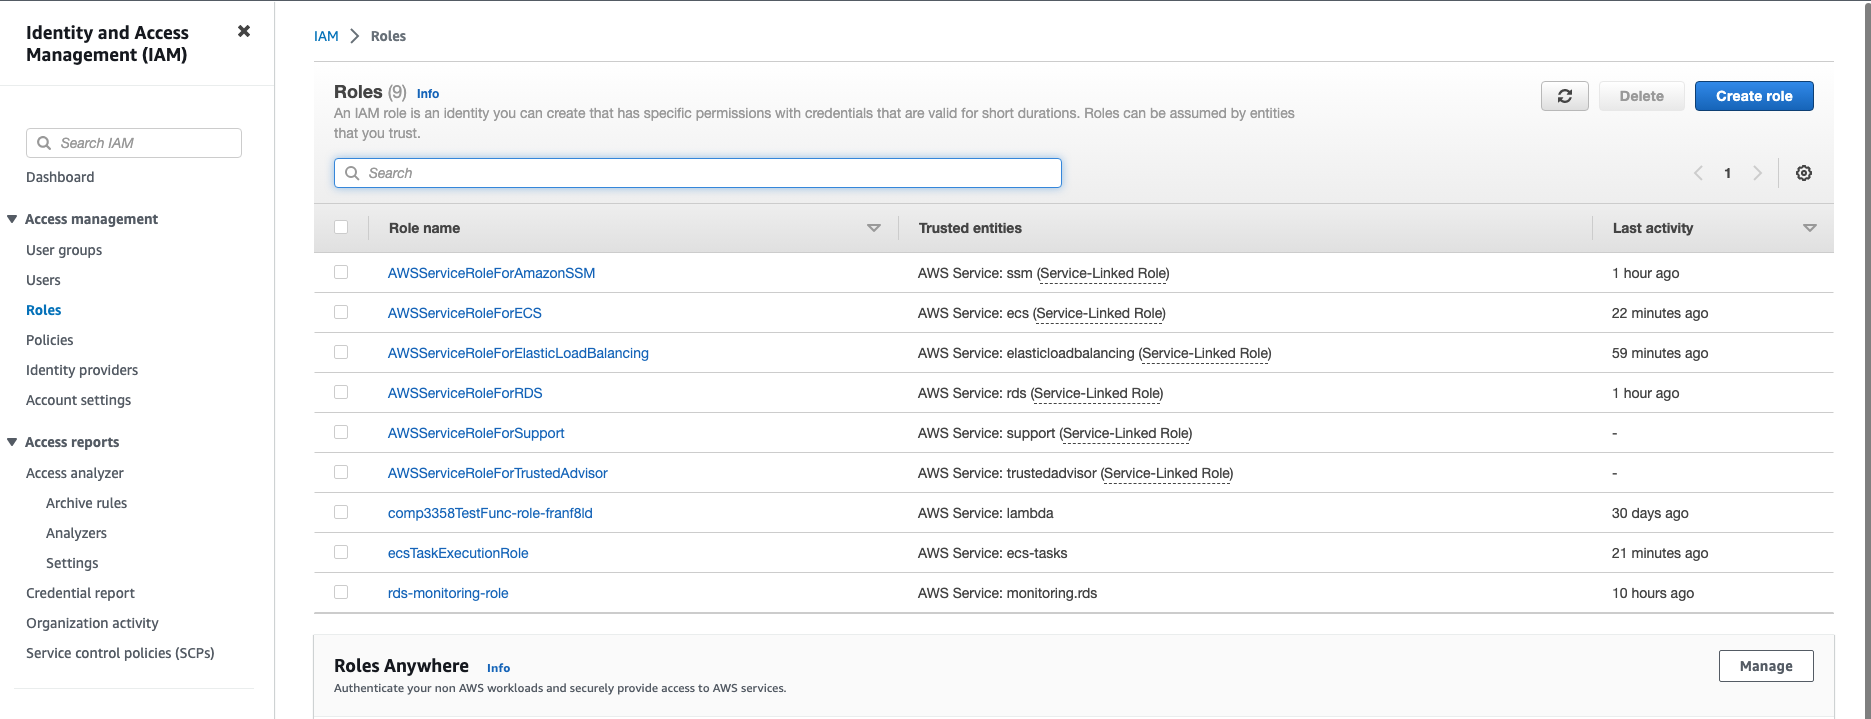 Identity and Access
Management (IAM)
Search IAM
Dashboard
Access management
User groups
Users
Roles
Policies
Identity providers
Account settings
Access reports
Access analyzer
Archive rules
Analyzers
Settings
Credential report
Organization activity
Service control policies (SCPs)
IAM > Roles
Roles (9) Info
An IAM role is an identity you can create that has specific permissions with credentials that are valid for short durations. Roles can be assumed by entities
that you trust.
Delete
Create role
Search
1
Role name Trusted entities Last activity
AWSServiceRoleForAmazonSSM AWS Service: ssm (Service-Linked Role) 1 hour ago
AWSServiceRoleForECS AWS Service: ecs (Service-Linked Role) 22 minutes ago
AWSServiceRoleForElasticLoadBalancing AWS Service: elasticloadbalancing (Service-Linked Role) 59 minutes ago
AWSServiceRoleForRDS AWS Service: rds (Service-Linked Role) 1 hour ago
AWSServiceRoleForSupport AWS Service: support (Service-Linked Role) -
AWSServiceRoleForTrustedAdvisor AWS Service: trustedadvisor (Service-Linked Role) -
comp3358TestFunc-role-franf8ld AWS Service: lambda 30 days ago
ecsTaskExecutionRole AWS Service: ecs-tasks 21 minutes ago
rds-monitoring-role AWS Service: monitoring.rds 10 hours ago
Roles Anywhere Info
Authenticate your non AWS workloads and securely provide access to AWS services.
Manage